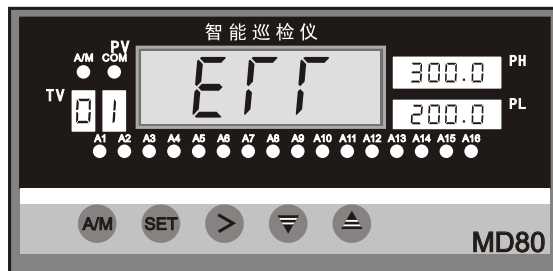 智能巡检仪
PV
A/M COM
Err
300.0 PH
TV 01
200.0 PL
A1 A2 A3 A4 A5 A6 A7 A8 A9 A10 A11 A12 A13 A14 A15 A16
A/M SET >
MD80